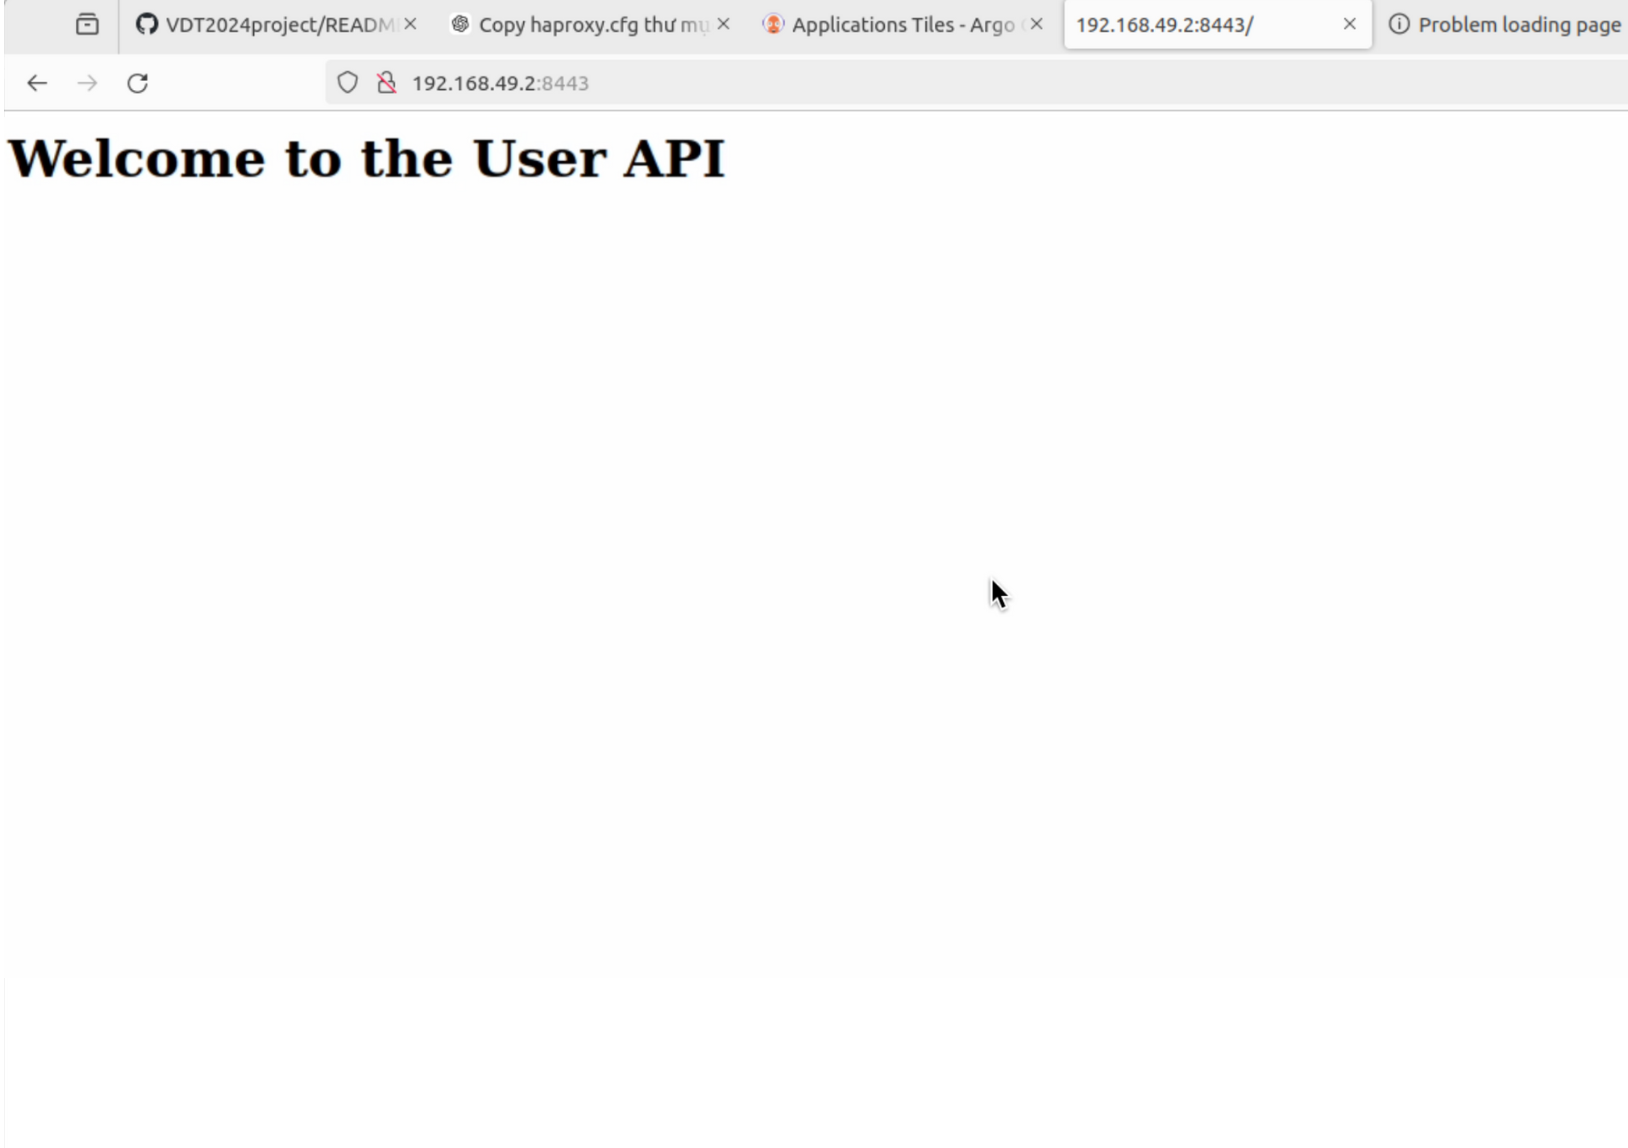 VDT2024project/READM
Copy haproxy.cfg thư mụ
Applications Tiles - Argo
192.168.49.2:8443/
Problem loading page
192.168.49.2:8443
Welcome to the User API